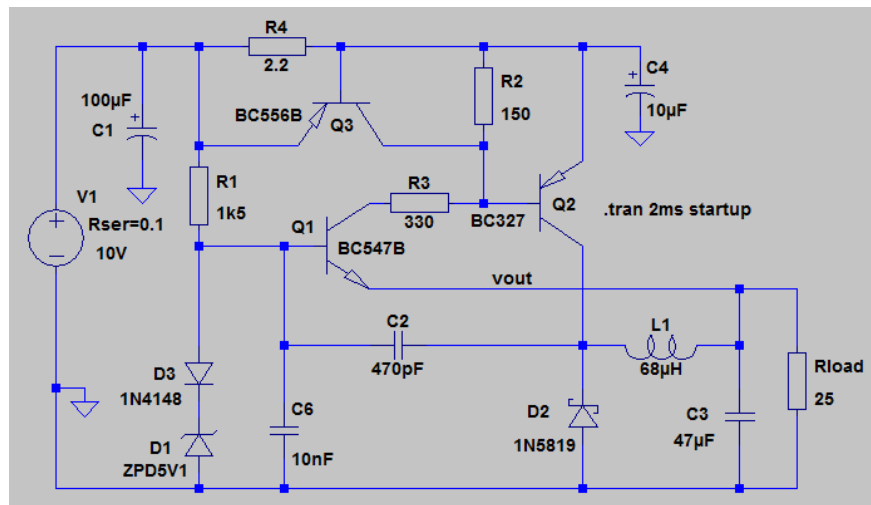 R4
2.2
100µF
+
C1
BC556B
Q3
R2
150
+
C4
10µF
V1
+
Rser=0.1
10V
R1
1k5
R3
330
Q1
BC547B
BC327
Q2
.tran 2ms startup
vout
C2
470pF
L1
68µH
D3
1N4148
C6
10nF
D1
ZPD5V1
D2
1N5819
C3
47µF
Rload
25